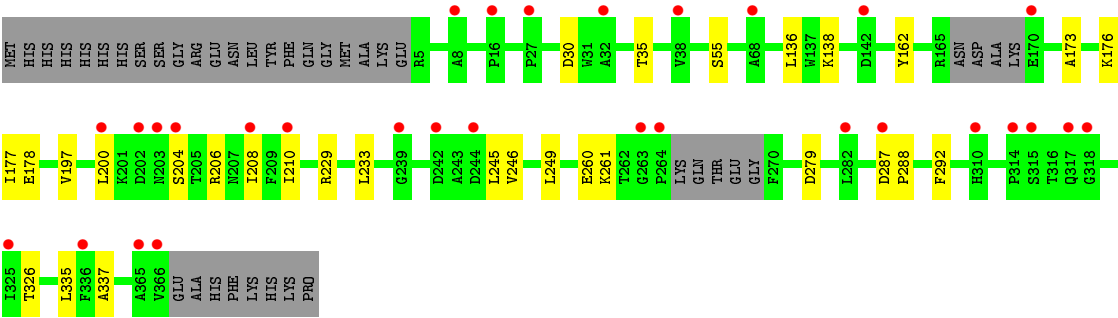 MET HIS HIS HIS HIS HIS HIS SER SER GLY ARG GLU ASN LEU TYR PHE GLN GLY MET ALA LYS GLU R5 A8 P16 P27 D30 W31 A32 T35 V38 S55 A68 L136 W137 K138 D142 Y162 R165 ASN ASP ALA LYS E170 A173 K176
I177 E178 V197 L200 K201 D202 N203 S204 T205 R206 N207 I208 F209 I210 R229 L233 G239 D242 A243 D244 L245 V246 L249 E260 K261 T262 G263 P264 LYS GLN THR GLU GLY F270 D279 L282 D287 P288 F292 H310 P314 S315 T316 Q317 G318
I325 T326 L335 F336 A337 A365 V366 GLU ALA HIS PHE LYS HIS LYS PRO